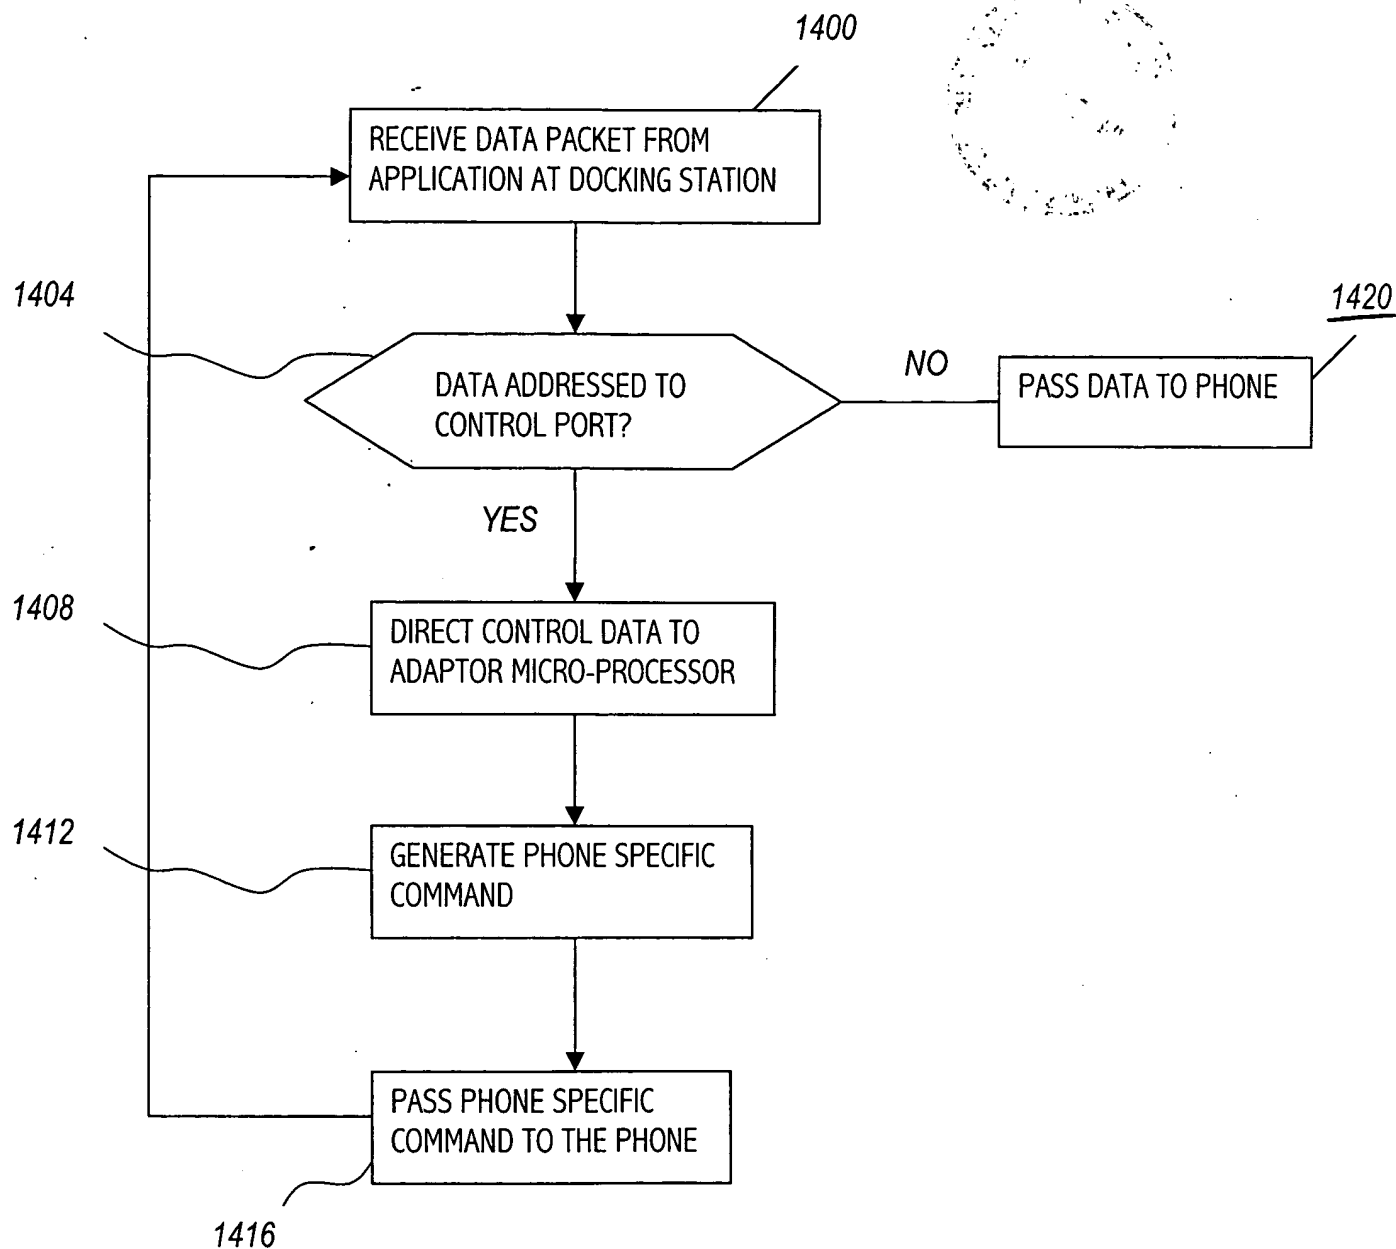 1400
RECEIVE DATA PACKET FROM
APPLICATION AT DOCKING STATION
1404
DATA ADDRESSED TO
CONTROL PORT?
NO
1420
PASS DATA TO PHONE
YES
1408
DIRECT CONTROL DATA TO
ADAPTOR MICRO-PROCESSOR
1412
GENERATE PHONE SPECIFIC
COMMAND
PASS PHONE SPECIFIC
COMMAND TO THE PHONE
1416